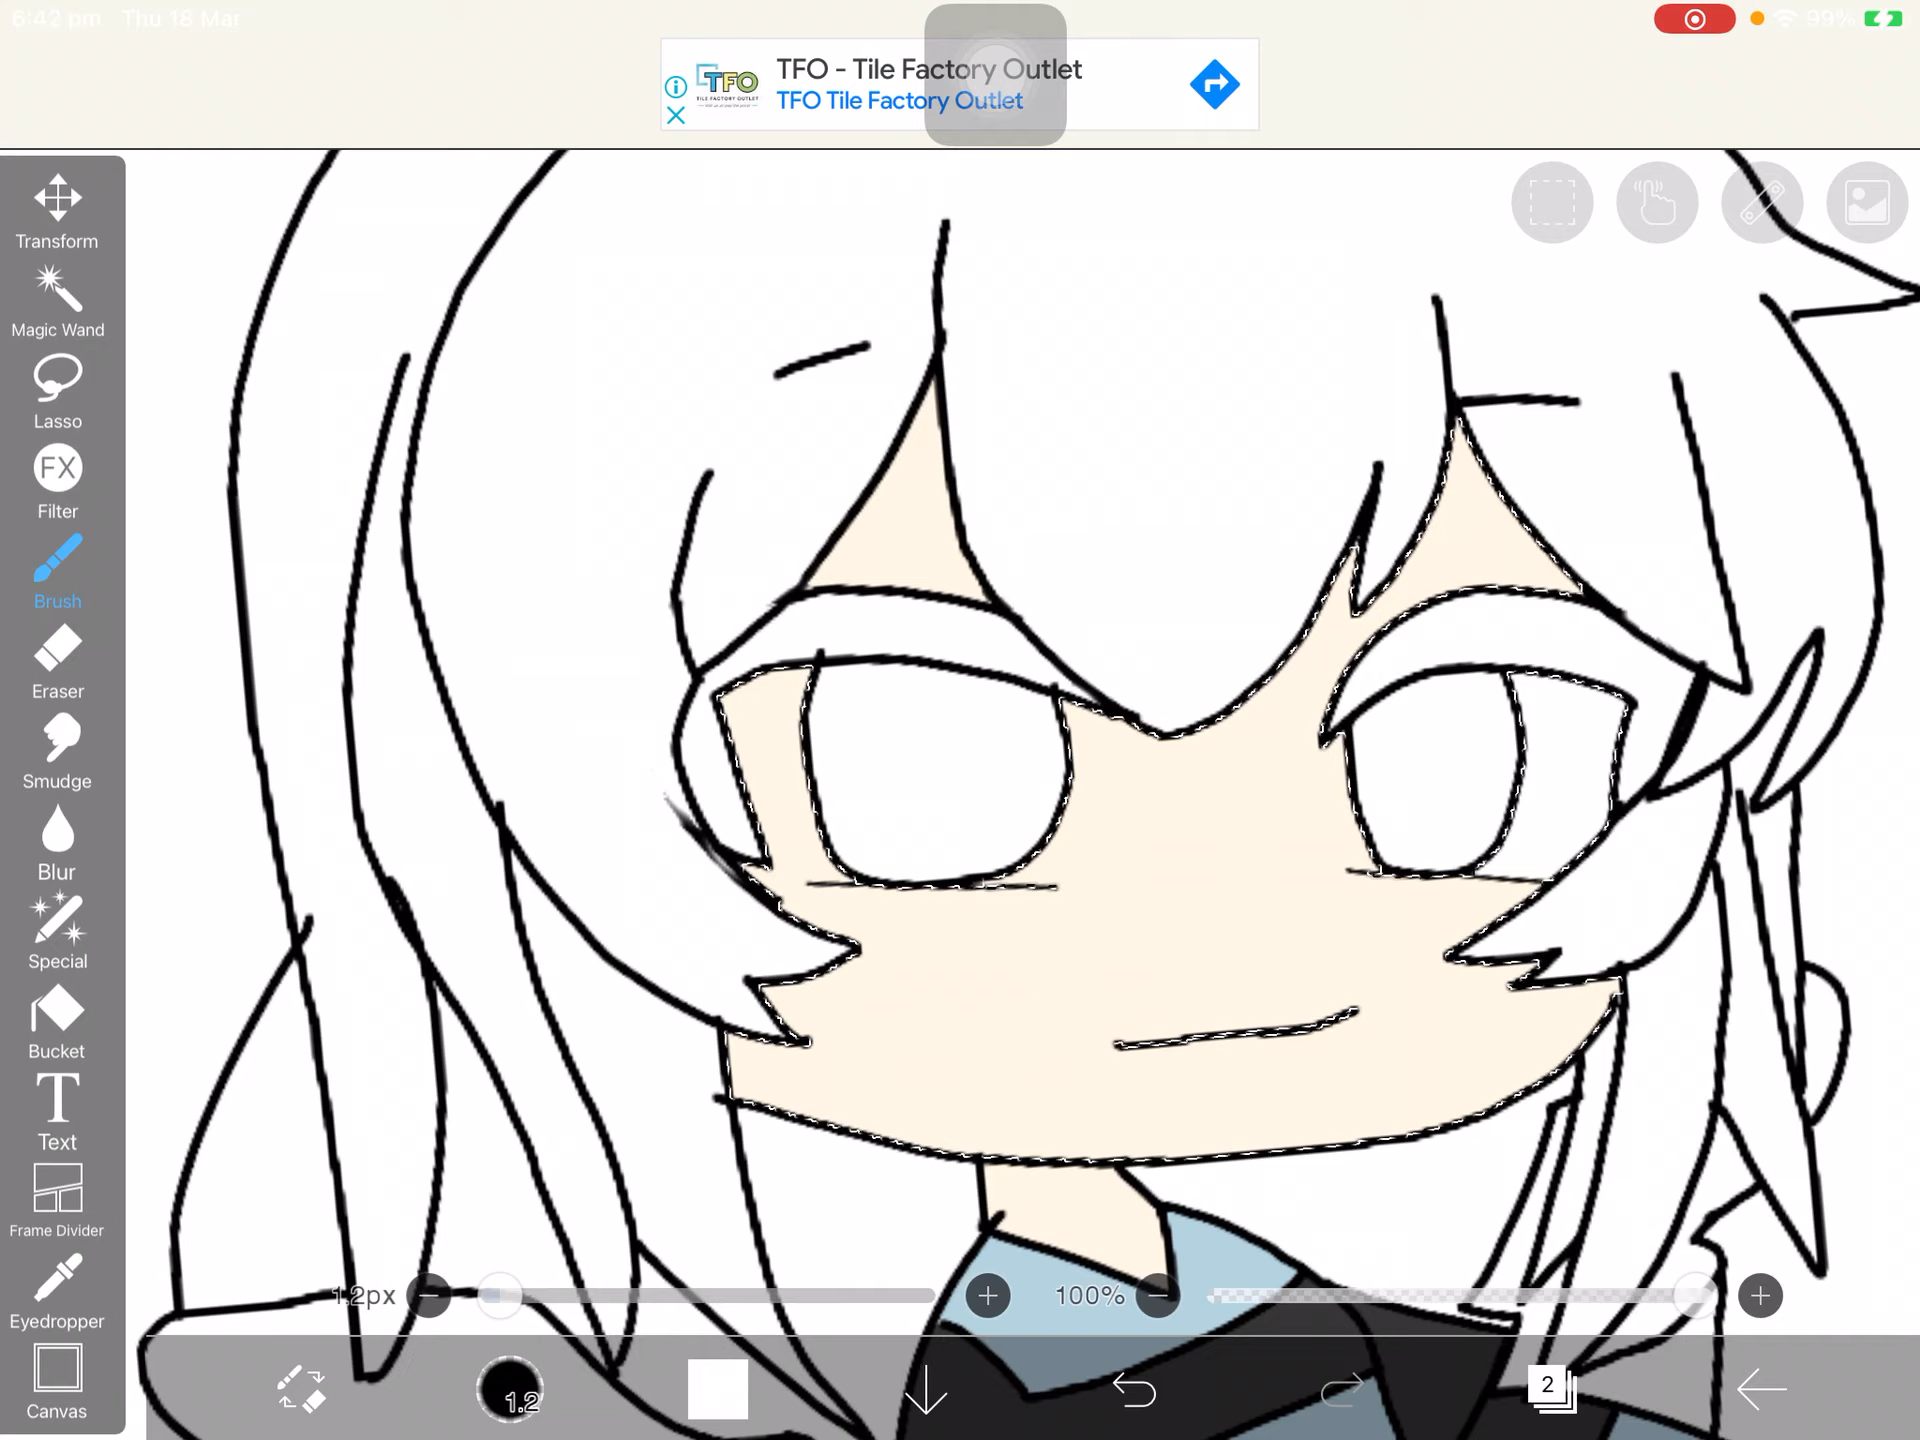 6:42 pm Thu 18 Mar
99%
TFO - Tile Factory Outlet
TFO Tile Factory Outlet
TFO
TILE FACTORY OUTLET
Transform
Magic Wand
Lasso
FX
Filter
Brush
Eraser
Smudge
Blur
Special
Bucket
T
Text
Frame Divider
Eyedropper
Canvas
1.2px
100%
1.2
2